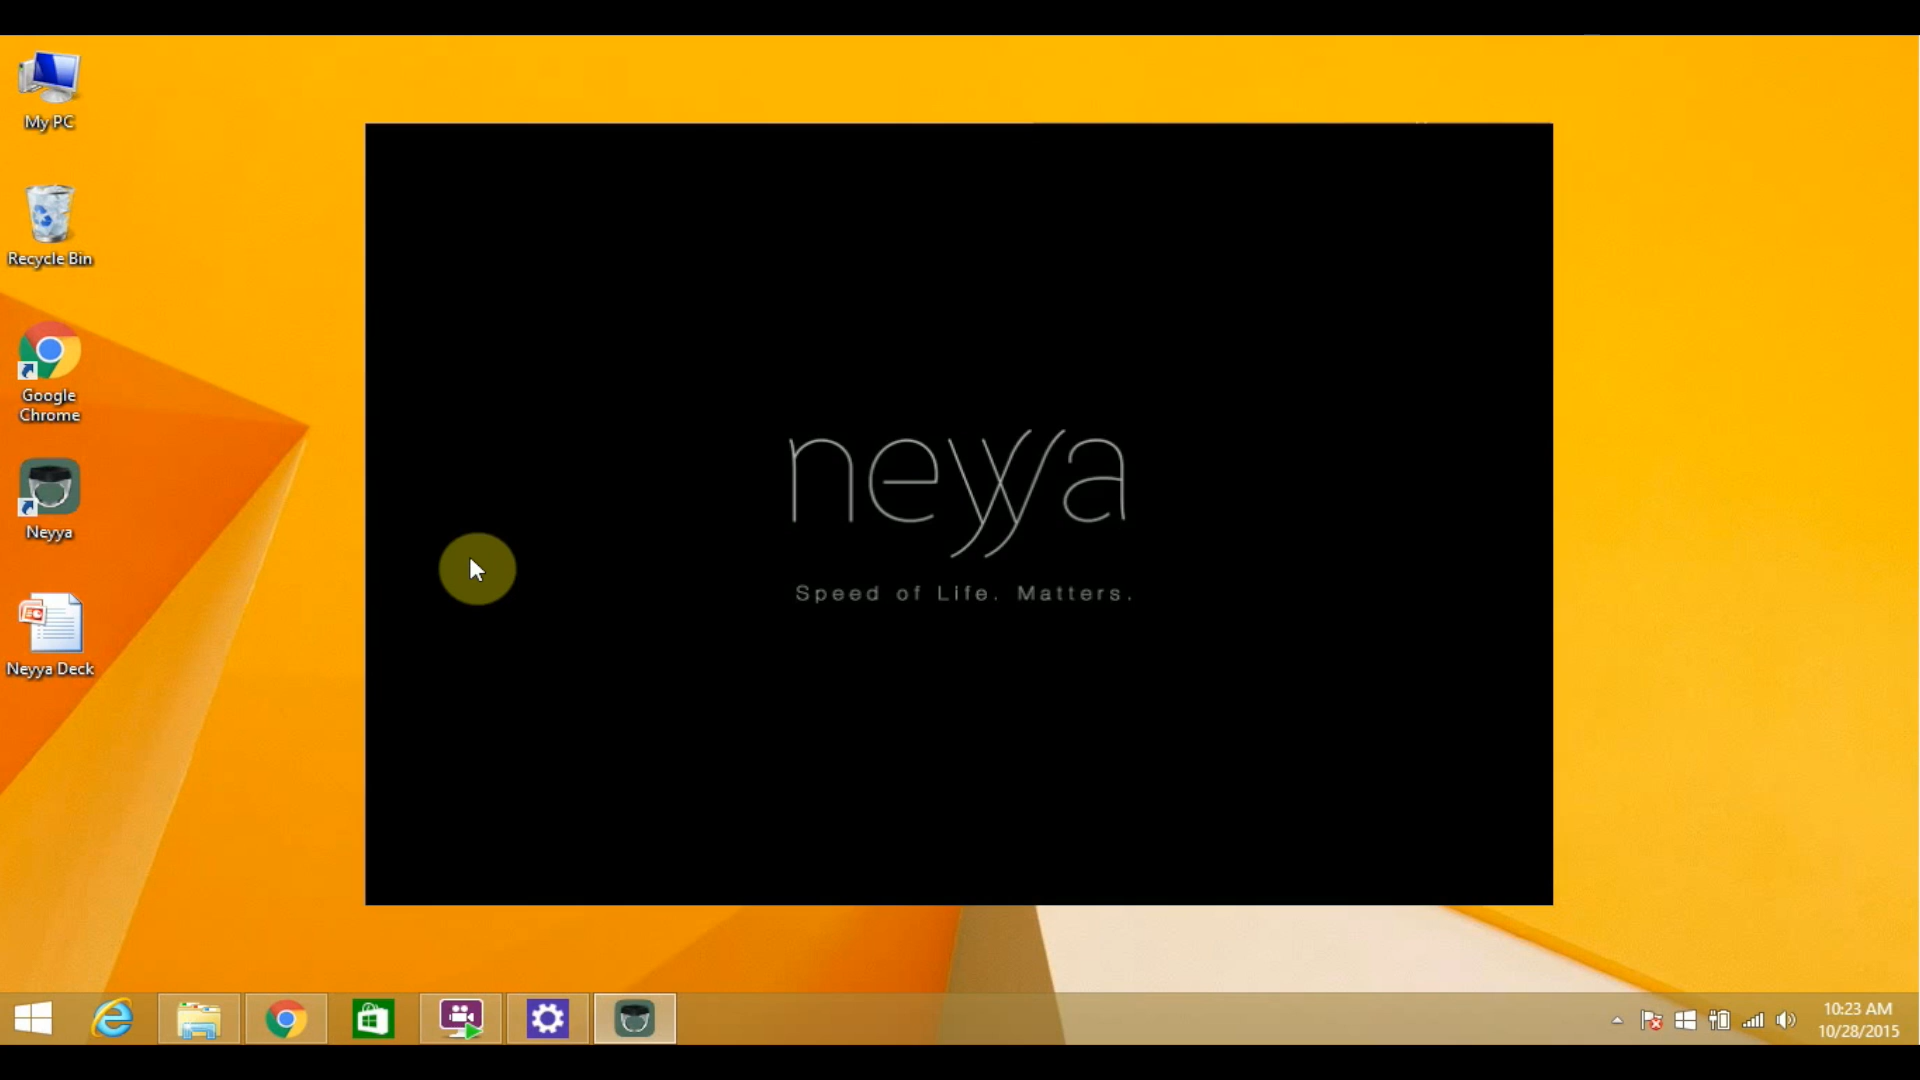 My PC
Recycle Bin
Google
Chrome
Neyya
Neyya Deck
neyya
Speed of Life. Matters.
10:23 AM
10/28/2015